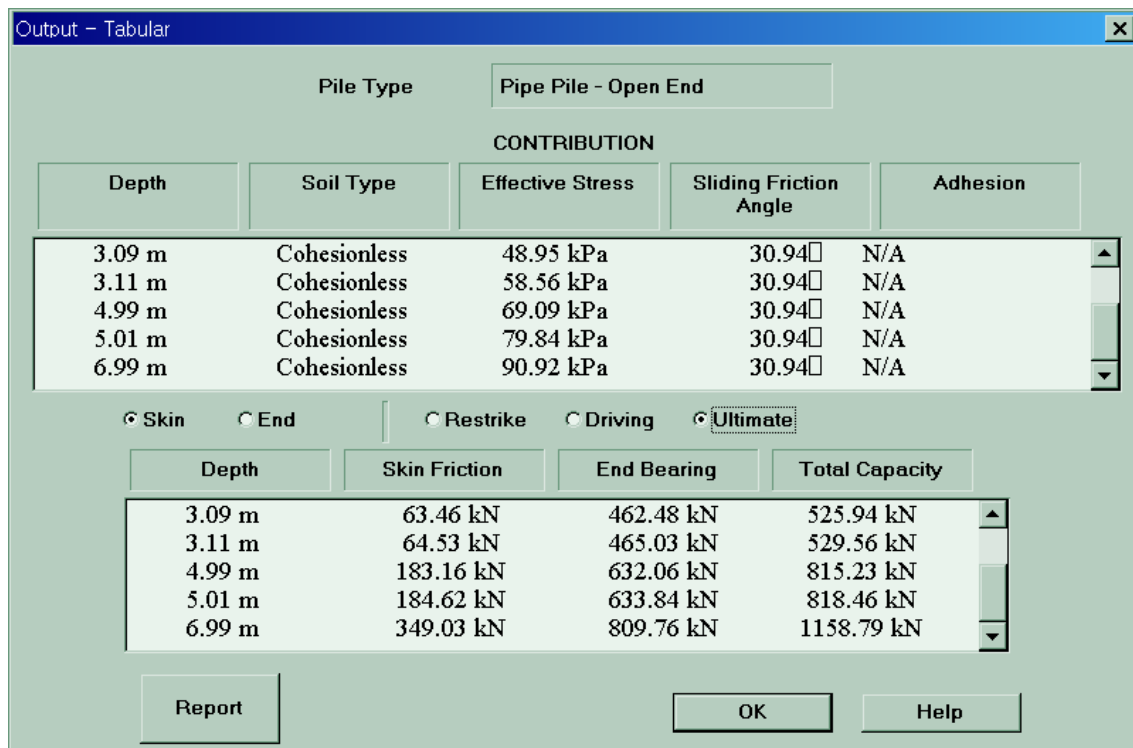 Output - Tabular
Pile Type Pipe Pile - Open End
CONTRIBUTION
Depth Soil Type Effective Stress Sliding Friction Angle Adhesion
3.09 m Cohesionless 48.95 kPa 30.94□ N/A
3.11 m Cohesionless 58.56 kPa 30.94□ N/A
4.99 m Cohesionless 69.09 kPa 30.94□ N/A
5.01 m Cohesionless 79.84 kPa 30.94□ N/A
6.99 m Cohesionless 90.92 kPa 30.94□ N/A
Skin End Restrike Driving Ultimate
Depth Skin Friction End Bearing Total Capacity
3.09 m 63.46 kN 462.48 kN 525.94 kN
3.11 m 64.53 kN 465.03 kN 529.56 kN
4.99 m 183.16 kN 632.06 kN 815.23 kN
5.01 m 184.62 kN 633.84 kN 818.46 kN
6.99 m 349.03 kN 809.76 kN 1158.79 kN
Report OK Help